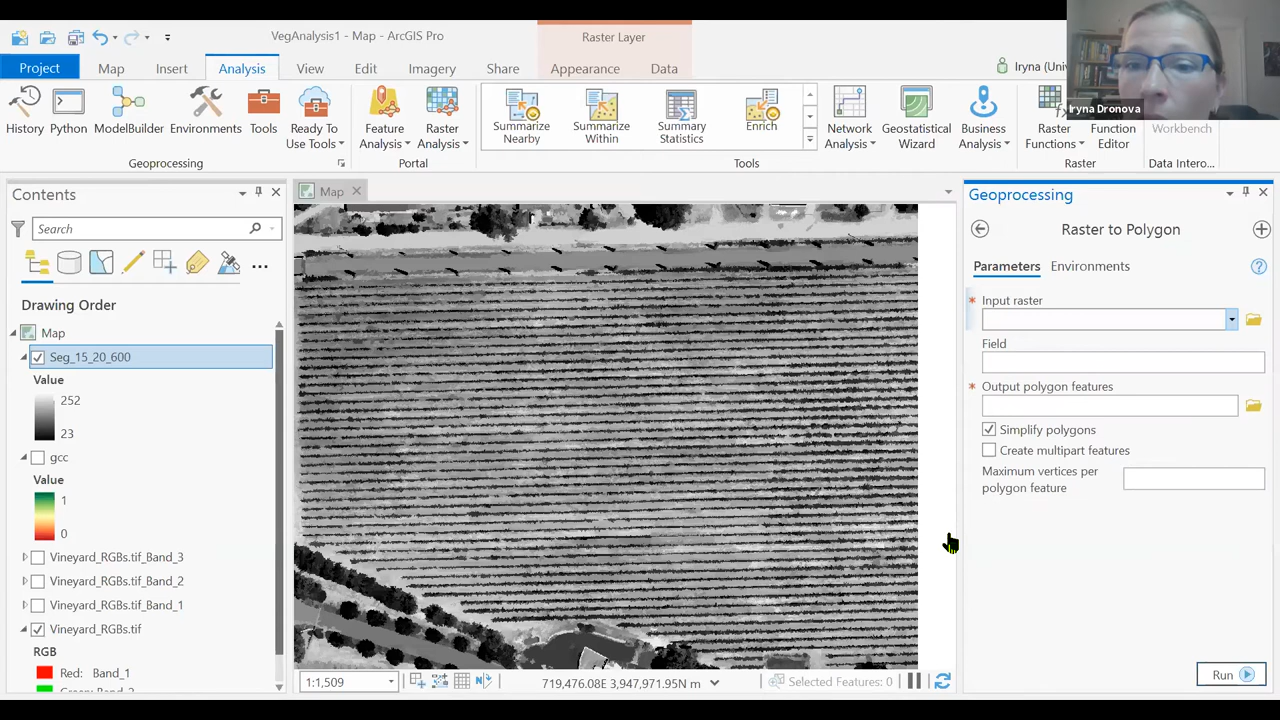 VegAnalysis1 - Map - ArcGIS Pro
Raster Layer
Project
Map
Insert
Analysis
View
Edit
Imagery
Share
Appearance
Data
Iryna (Uni
Iryna Dronova
History
Python
ModelBuilder
Environments
Tools
Ready To
Use Tools
Feature
Analysis
Raster
Analysis
Summarize
Nearby
Summarize
Within
Summary
Statistics
Enrich
Network
Analysis
Geostatistical
Wizard
Business
Analysis
Raster
Functions
Function
Editor
Workbench
Geoprocessing
Portal
Tools
Raster
Data Intero...
Contents
Search
Drawing Order
Map
Seg_15_20_600
Value
252
23
gcc
Value
1
0
Vineyard_RGBs.tif_Band_3
Vineyard_RGBs.tif_Band_2
Vineyard_RGBs.tif_Band_1
Vineyard_RGBs.tif
RGB
Red: Band_1
Green: Band_2
Map
1:1,509
719,476.08E 3,947,971.95N m
Selected Features: 0
Geoprocessing
Raster to Polygon
Parameters
Environments
* Input raster
Field
* Output polygon features
Simplify polygons
Create multipart features
Maximum vertices per
polygon feature
Run